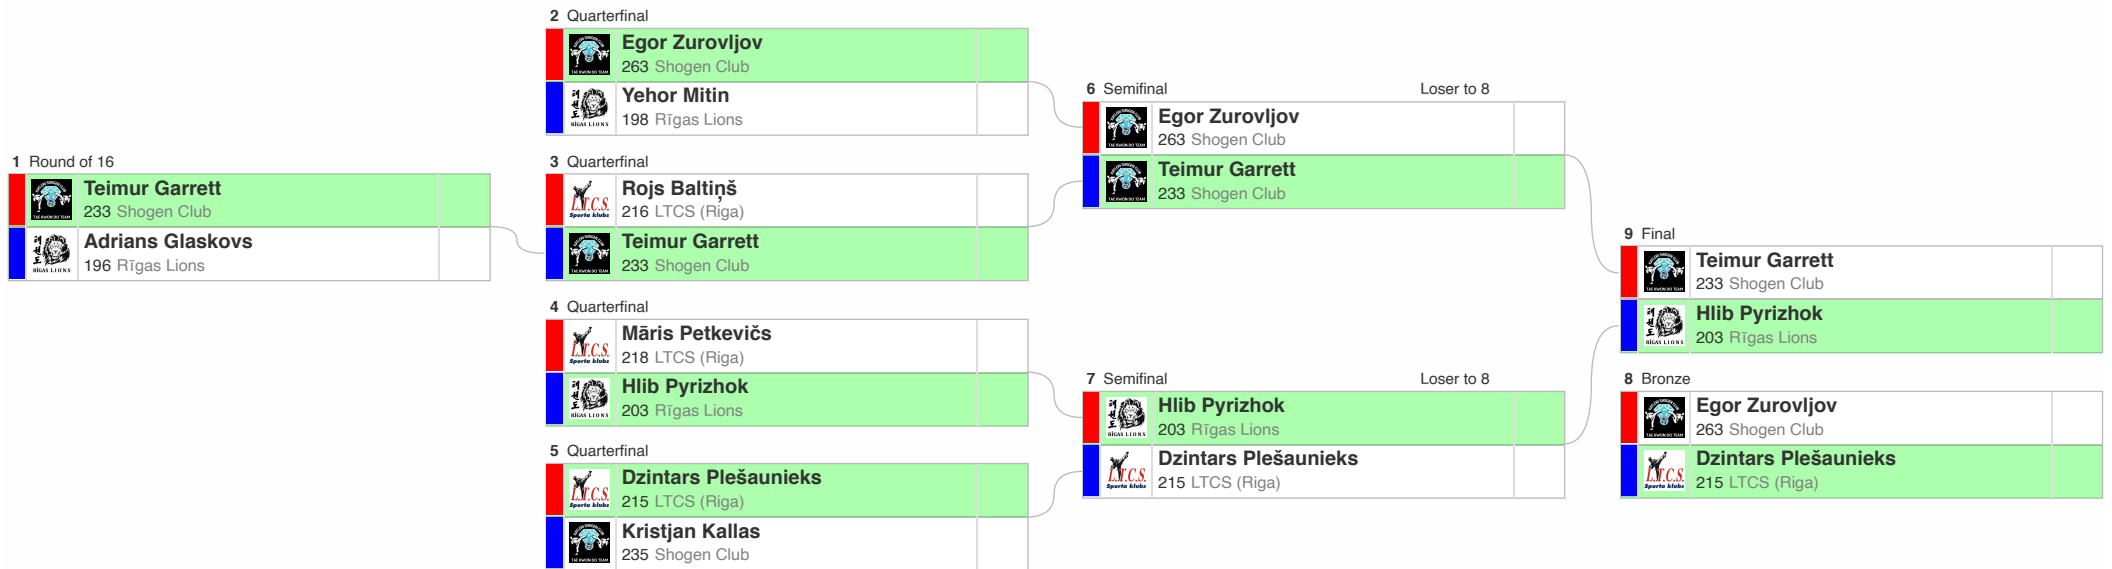 1 Round of 16
Teimur Garrett
233 Shogen Club
Adrians Glaskovs
196 Rīgas Lions
2 Quarterfinal
Egor Zurovljov
263 Shogen Club
Yehor Mitin
198 Rīgas Lions
3 Quarterfinal
Rojs Baltiņš
216 LTCS (Riga)
Teimur Garrett
233 Shogen Club
4 Quarterfinal
Māris Petkevičs
218 LTCS (Riga)
Hlib Pyrizhok
203 Rīgas Lions
5 Quarterfinal
Dzintars Plešaunieks
215 LTCS (Riga)
Kristjan Kallas
235 Shogen Club
6 Semifinal Loser to 8
Egor Zurovljov
263 Shogen Club
Teimur Garrett
233 Shogen Club
7 Semifinal Loser to 8
Hlib Pyrizhok
203 Rīgas Lions
Dzintars Plešaunieks
215 LTCS (Riga)
9 Final
Teimur Garrett
233 Shogen Club
Hlib Pyrizhok
203 Rīgas Lions
8 Bronze
Egor Zurovljov
263 Shogen Club
Dzintars Plešaunieks
215 LTCS (Riga)